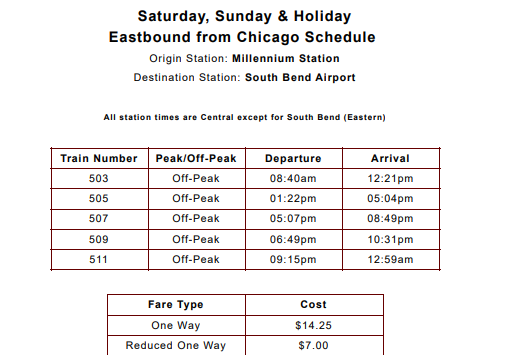 Saturday, Sunday & Holiday
Eastbound from Chicago Schedule
Origin Station: Millennium Station
Destination Station: South Bend Airport
All station times are Central except for South Bend (Eastern)
Train Number Peak/Off-Peak Departure Arrival
503 Off-Peak 08:40am 12:21pm
505 Off-Peak 01:22pm 05:04pm
507 Off-Peak 05:07pm 08:49pm
509 Off-Peak 06:49pm 10:31pm
511 Off-Peak 09:15pm 12:59am
Fare Type Cost
One Way $14.25
Reduced One Way $7.00